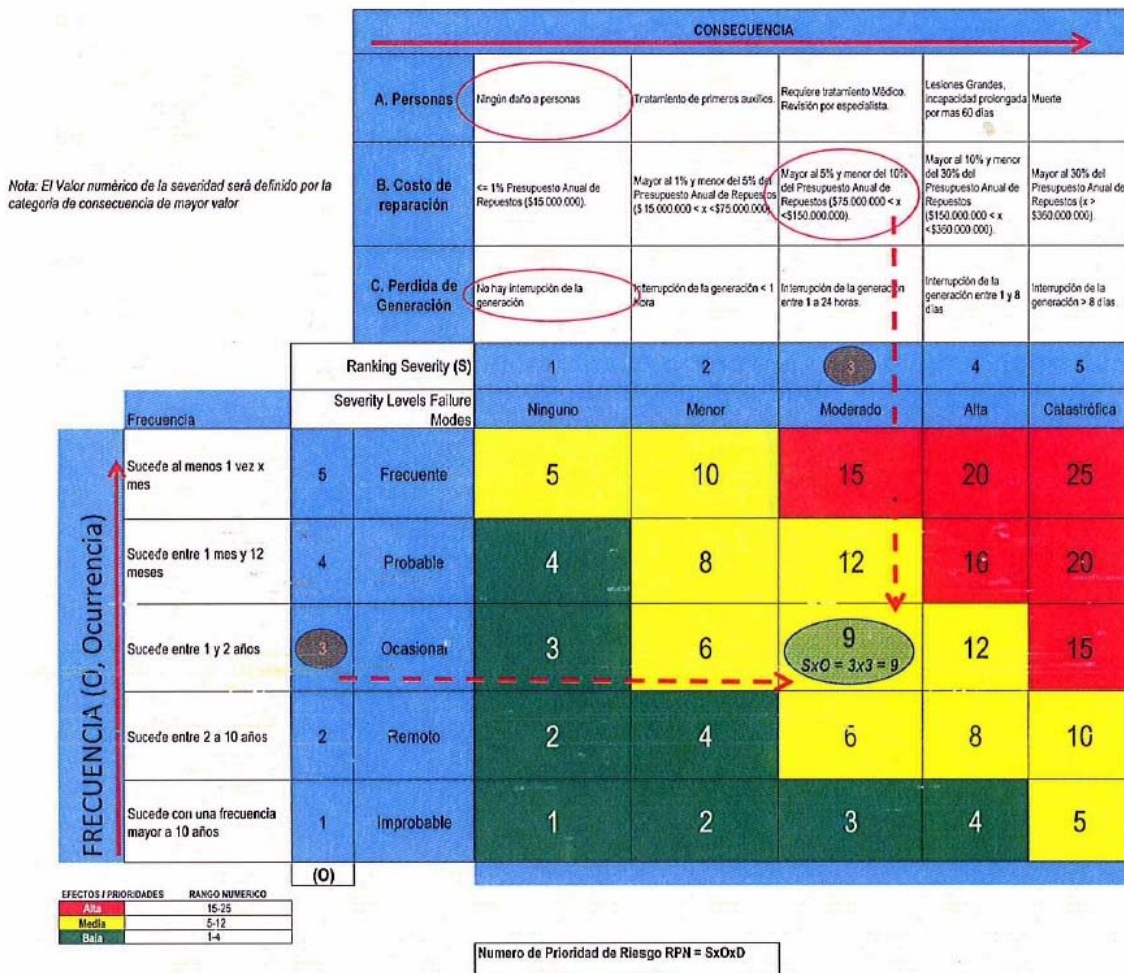 CONSECUENCIA
A. Personas
Ningún daño a personas
Tratamiento de primeros auxilios.
Requiere tratamiento Médico.
Revisión por especialista.
Lesiones Grandes,
incapacidad prolongada
por mas 60 días
Muerte
Nota: El Valor numérico de la severidad será definido por la
categoría de consecuencia de mayor valor
B. Costo de
reparación
<= 1% Presupuesto Anual de
Repuestos ($15.000.000).
Mayor al 1% y menor del 5% del
Presupuesto Anual de Repuestos
($ 15.000.000 < x <$75.000.000)
Mayor al 5% y menor del 10%
del Presupuesto Anual de
Repuestos ($75.000.000 < x
<$150.000.000).
Mayor al 10% y menor
del 30% del
Presupuesto Anual de
Repuestos
($150.000.000 < x
<$360.000.000).
Mayor al 30% del
Presupuesto Anual de
Repuestos (x >
$360.000.000).
C. Perdida de
Generación
No hay interrupción de la
generación
Interrupción de la generación < 1
hora
Interrupción de la generación
entre 1 a 24 horas.
Interrupción de la
generación entre 1 y 8
días
Interrupción de la
generación > 8 días.
Ranking Severity (S)
1
2
3
4
5
Frecuencia
Severity Levels Failure
Modes
Ninguno
Menor
Moderado
Alta
Catastrófica
FRECUENCIA (O, Ocurrencia)
Sucede al menos 1 vez x
mes
5
Frecuente
5
10
15
20
25
Sucede entre 1 mes y 12
meses
4
Probable
4
8
12
16
20
Sucede entre 1 y 2 años
3
Ocasional
3
6
9
SxO = 3x3 = 9
12
15
Sucede entre 2 a 10 años
2
Remoto
2
4
6
8
10
Sucede con una frecuencia
mayor a 10 años
1
Improbable
1
2
3
4
5
(O)
EFECTOS / PRIORIDADES RANGO NUMERICO
Alta 15-25
Media 5-12
Baja 1-4
Numero de Prioridad de Riesgo RPN = SxOxD